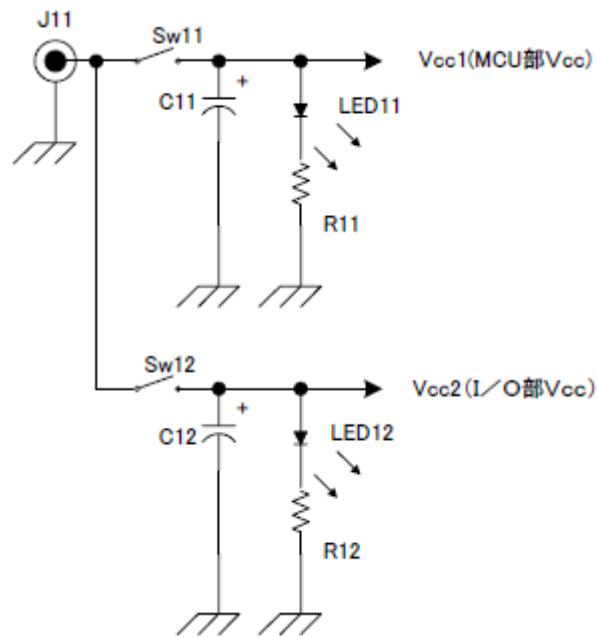 J11
Sw11
Vcc1(MCU部Vcc)
+
C11
LED11
R11
Sw12
Vcc2(I／O部Vcc)
+
C12
LED12
R12